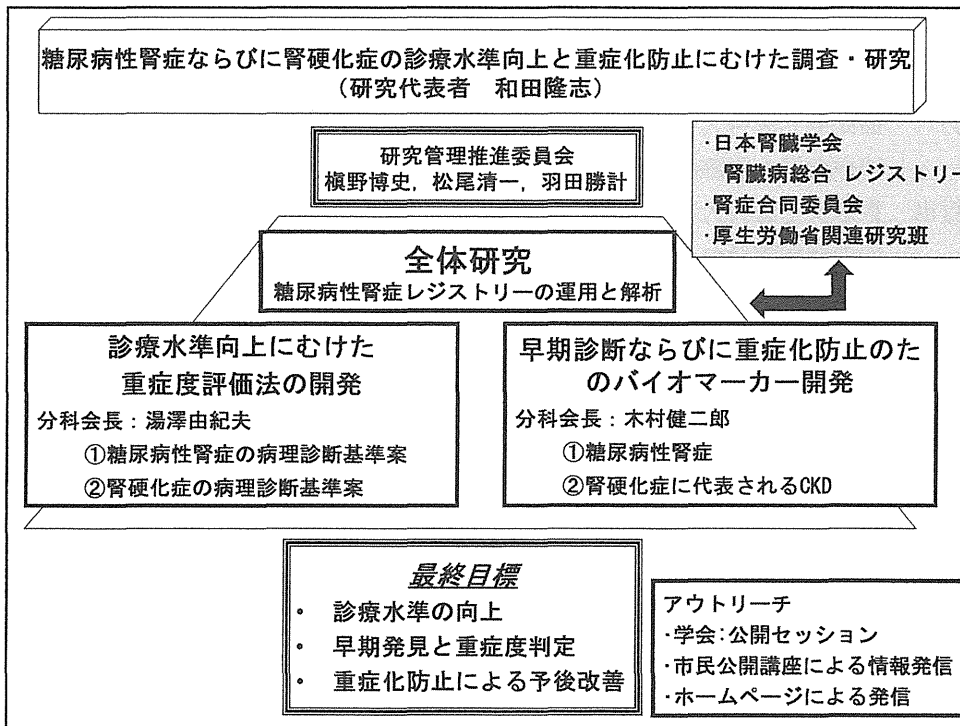 糖尿病性腎症ならびに腎硬化症の診療水準向上と重症化防止にむけた調査・研究
(研究代表者 和田隆志)
研究管理推進委員会
槇野博史, 松尾清一, 羽田勝計
・日本腎臓学会
腎臓病総合 レジストリー
・腎症合同委員会
・厚生労働省関連研究班
全体研究
糖尿病性腎症レジストリーの運用と解析
診療水準向上にむけた
重症度評価法の開発
分科会長：湯澤由紀夫
①糖尿病性腎症の病理診断基準案
②腎硬化症の病理診断基準案
早期診断ならびに重症化防止のた
のバイオマーカー開発
分科会長：木村健二郎
①糖尿病性腎症
②腎硬化症に代表されるCKD
最終目標
・ 診療水準の向上
・ 早期発見と重症度判定
・ 重症化防止による予後改善
アウトリーチ
・学会:公開セッション
・市民公開講座による情報発信
・ホームページによる発信